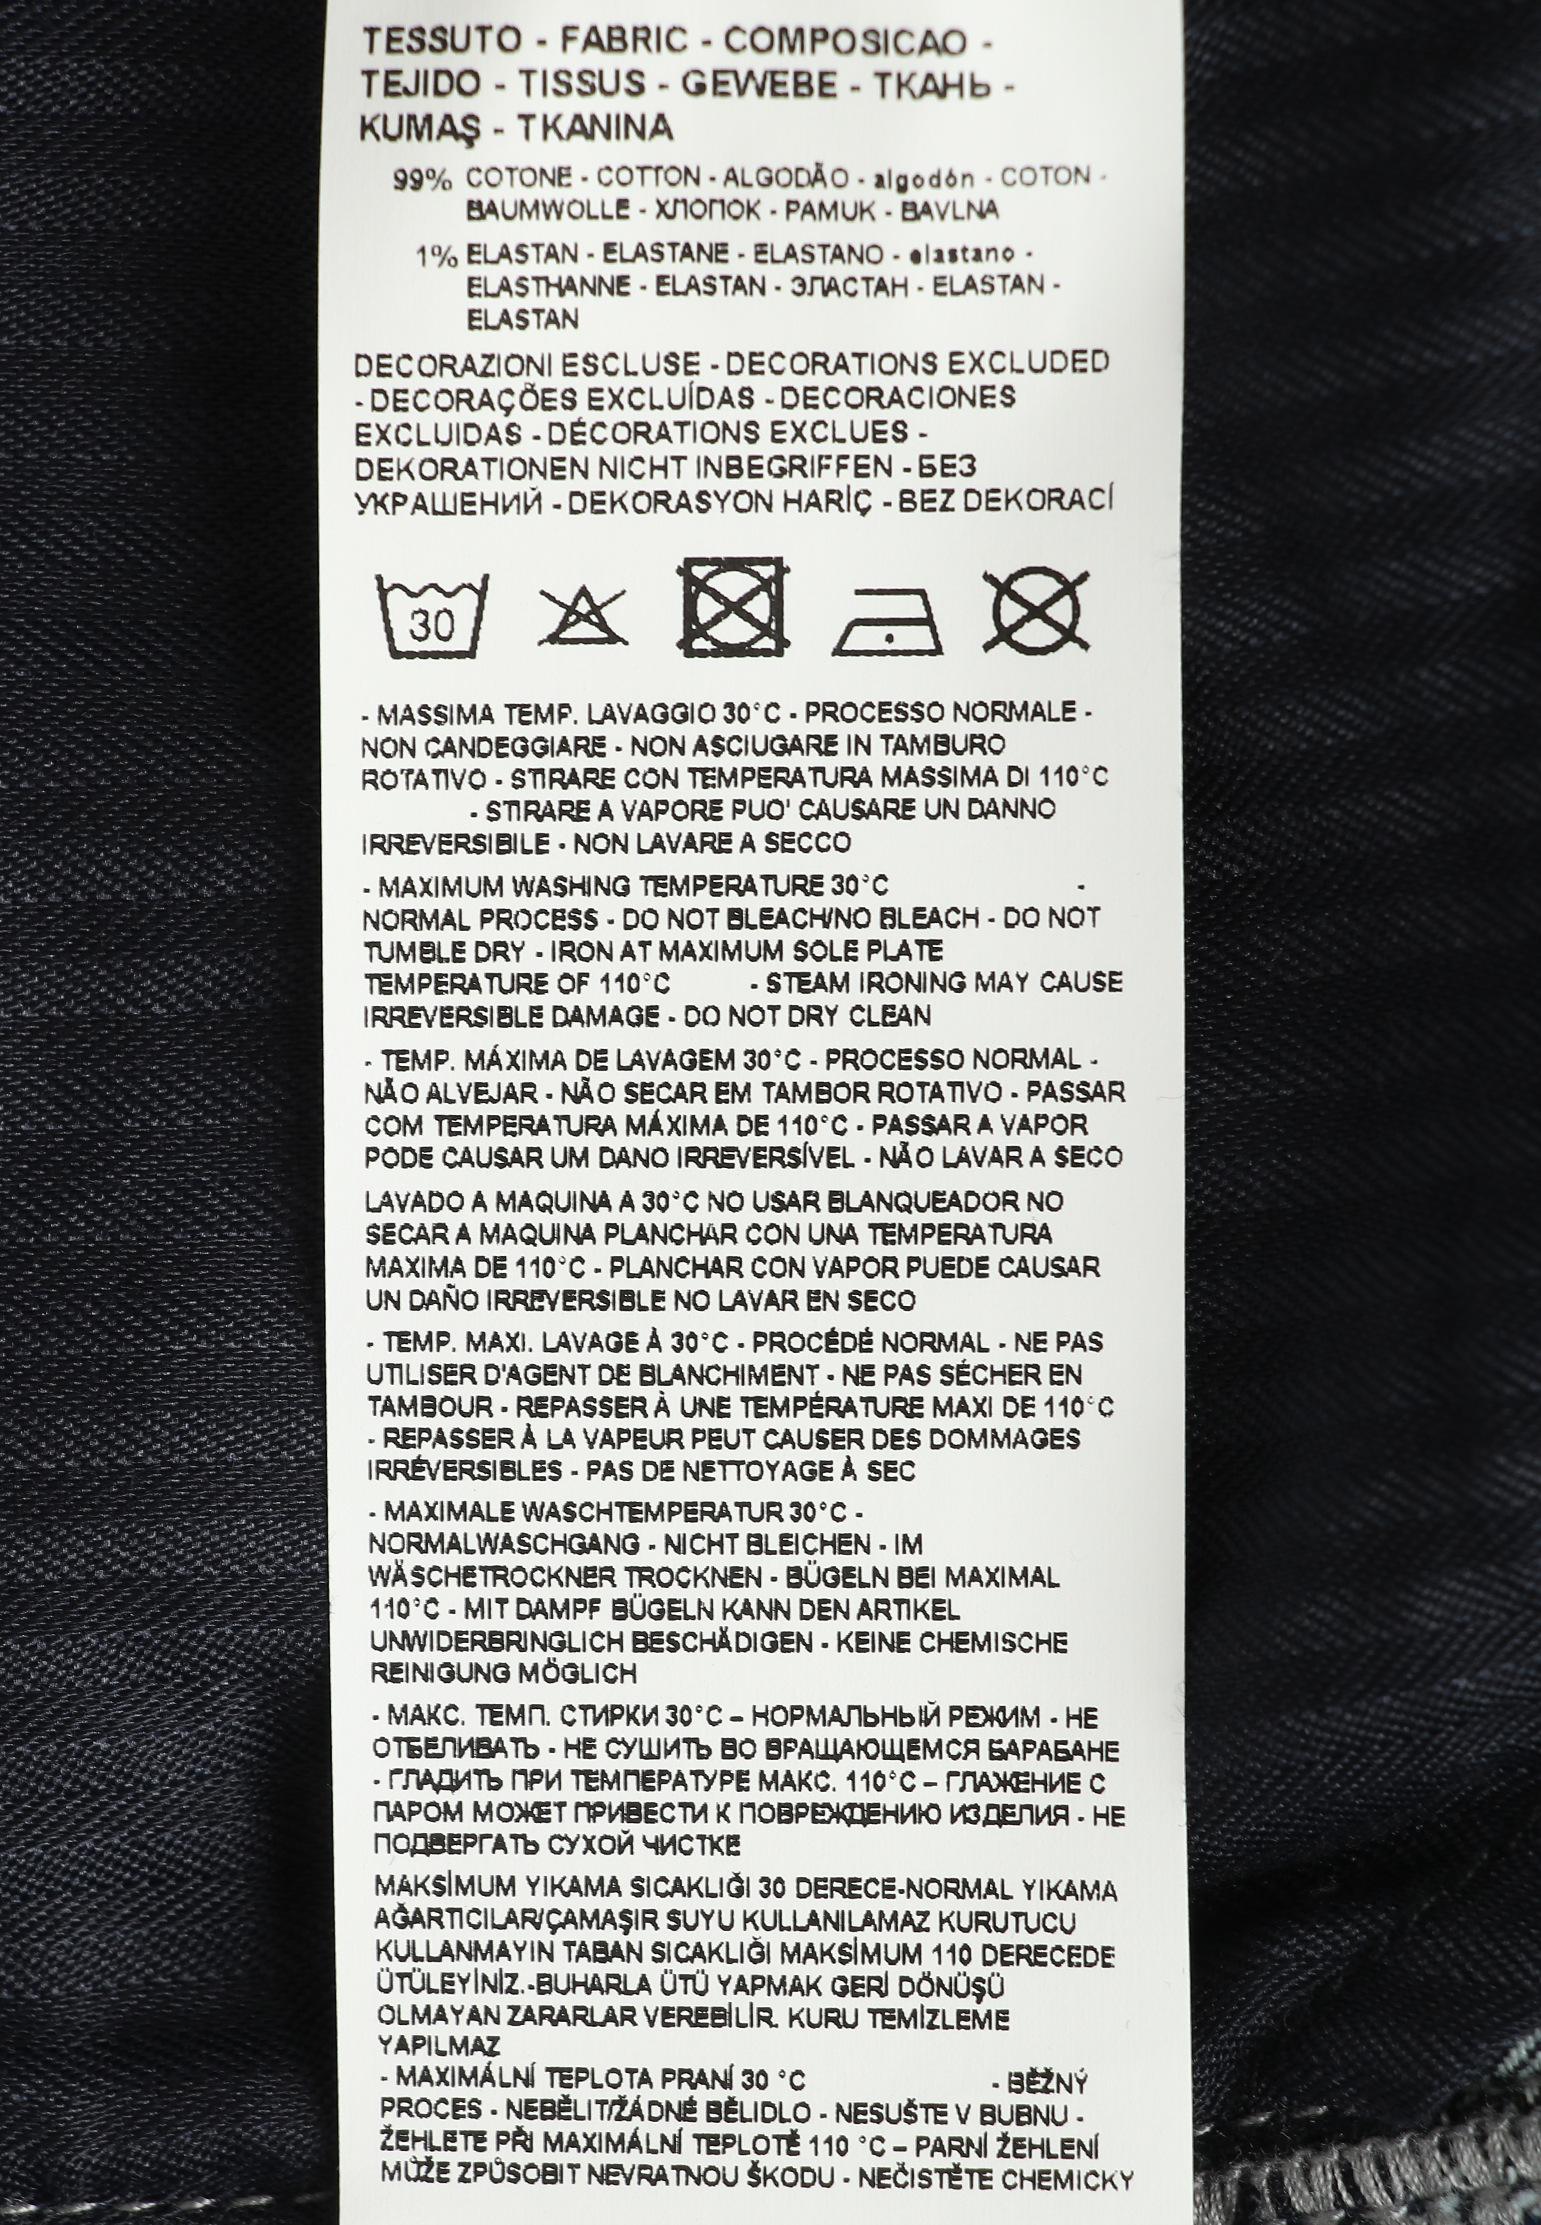 TESSUTO - FABRIC - COMPOSICAO -
TEJIDO - TISSUS - GEWEBE - ТКАНЬ -
KUMAŞ - TKANINA
99% COTONE - COTTON - ALGODÃO - algodón - COTON -
BAUMWOLLE - ХЛОПОК - PAMUK - BAVLNA
1% ELASTAN - ELASTANE - ELASTANO - elastano -
ELASTHANNE - ELASTAN - ЭЛАСТАН - ELASTAN -
ELASTAN
DECORAZIONI ESCLUSE - DECORATIONS EXCLUDED
- DECORAÇÕES EXCLUÍDAS - DECORACIONES
EXCLUIDAS - DÉCORATIONS EXCLUES -
DEKORATIONEN NICHT INBEGRIFFEN - БЕЗ
УКРАШЕНИЙ - DEKORASYON HARİÇ - BEZ DEKORACÍ
30
- MASSIMA TEMP. LAVAGGIO 30°C - PROCESSO NORMALE -
NON CANDEGGIARE - NON ASCIUGARE IN TAMBURO
ROTATIVO - STIRARE CON TEMPERATURA MASSIMA DI 110°C
- STIRARE A VAPORE PUO' CAUSARE UN DANNO
IRREVERSIBILE - NON LAVARE A SECCO
- MAXIMUM WASHING TEMPERATURE 30°C -
NORMAL PROCESS - DO NOT BLEACH/NO BLEACH - DO NOT
TUMBLE DRY - IRON AT MAXIMUM SOLE PLATE
TEMPERATURE OF 110°C - STEAM IRONING MAY CAUSE
IRREVERSIBLE DAMAGE - DO NOT DRY CLEAN
- TEMP. MÁXIMA DE LAVAGEM 30°C - PROCESSO NORMAL -
NÃO ALVEJAR - NÃO SECAR EM TAMBOR ROTATIVO - PASSAR
COM TEMPERATURA MÁXIMA DE 110°C - PASSAR A VAPOR
PODE CAUSAR UM DANO IRREVERSÍVEL - NÃO LAVAR A SECO
LAVADO A MAQUINA A 30°C NO USAR BLANQUEADOR NO
SECAR A MAQUINA PLANCHAR CON UNA TEMPERATURA
MAXIMA DE 110°C - PLANCHAR CON VAPOR PUEDE CAUSAR
UN DAÑO IRREVERSIBLE NO LAVAR EN SECO
- TEMP. MAXI. LAVAGE À 30°C - PROCÉDÉ NORMAL - NE PAS
UTILISER D'AGENT DE BLANCHIMENT - NE PAS SÉCHER EN
TAMBOUR - REPASSER À UNE TEMPÉRATURE MAXI DE 110°C
- REPASSER À LA VAPEUR PEUT CAUSER DES DOMMAGES
IRRÉVERSIBLES - PAS DE NETTOYAGE À SEC
- MAXIMALE WASCHTEMPERATUR 30°C -
NORMALWASCHGANG - NICHT BLEICHEN - IM
WÄSCHETROCKNER TROCKNEN - BÜGELN BEI MAXIMAL
110°C - MIT DAMPF BÜGELN KANN DEN ARTIKEL
UNWIDERBRINGLICH BESCHÄDIGEN - KEINE CHEMISCHE
REINIGUNG MÖGLICH
- МАКС. ТЕМП. СТИРКИ 30°C – НОРМАЛЬНЫЙ РЕЖИМ - НЕ
ОТБЕЛИВАТЬ - НЕ СУШИТЬ ВО ВРАЩАЮЩЕМСЯ БАРАБАНЕ
- ГЛАДИТЬ ПРИ ТЕМПЕРАТУРЕ МАКС. 110°C – ГЛАЖЕНИЕ С
ПАРОМ МОЖЕТ ПРИВЕСТИ К ПОВРЕЖДЕНИЮ ИЗДЕЛИЯ - НЕ
ПОДВЕРГАТЬ СУХОЙ ЧИСТКЕ
MAKSİMUM YIKAMA SICAKLIĞI 30 DERECE-NORMAL YIKAMA
AĞARTICILAR/ÇAMAŞIR SUYU KULLANILAMAZ KURUTUCU
KULLANMAYIN TABAN SICAKLIĞI MAKSİMUM 110 DERECEDE
ÜTÜLEYİNİZ.-BUHARLA ÜTÜ YAPMAK GERİ DÖNÜŞÜ
OLMAYAN ZARARLAR VEREBİLİR. KURU TEMİZLEME
YAPILMAZ
- MAXIMÁLNÍ TEPLOTA PRANÍ 30 °C - BĚŽNÝ
PROCES - NEBĚLIT/ŽÁDNÉ BĚLIDLO - NESUŠTE V BUBNU -
ŽEHLETE PŘI MAXIMÁLNÍ TEPLOTĚ 110 °C – PARNÍ ŽEHLENÍ
MŮŽE ZPŮSOBIT NEVRATNOU ŠKODU - NEČISTĚTE CHEMICKY